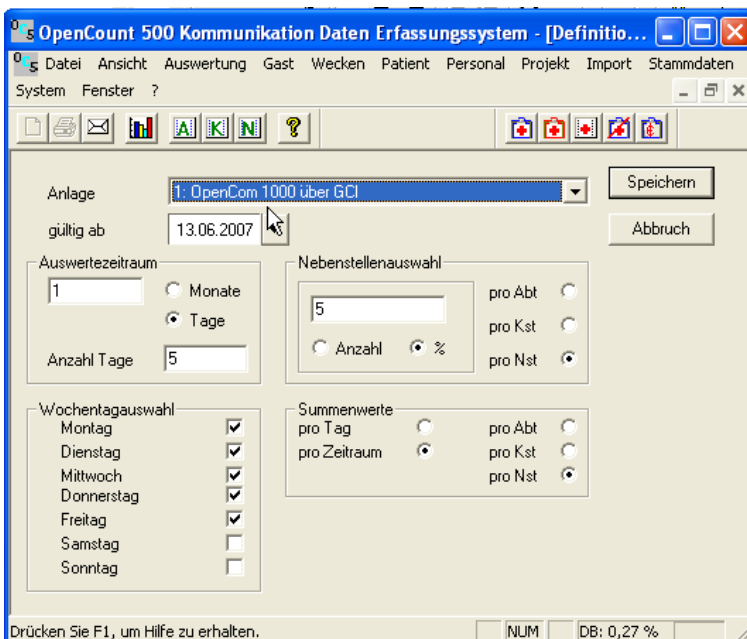 OpenCount 500 Kommunikation Daten Erfassungssystem - [Definitio...
Datei Ansicht Auswertung Gast Wecken Patient Personal Projekt Import Stammdaten
System Fenster ?
A K N ?
Anlage 1: OpenCom 1000 über GCI Speichern
gültig ab 13.06.2007 Abbruch
Auswertezeitraum Nebenstellenauswahl
1 Monate 5 pro Abt
Tage pro Kst
Anzahl % pro Nst
Anzahl Tage 5
Wochentagauswahl Summenwerte
Montag pro Tag pro Abt
Dienstag pro Zeitraum pro Kst
Mittwoch pro Nst
Donnerstag
Freitag
Samstag
Sonntag
Drücken Sie F1, um Hilfe zu erhalten. NUM DB: 0,27 %